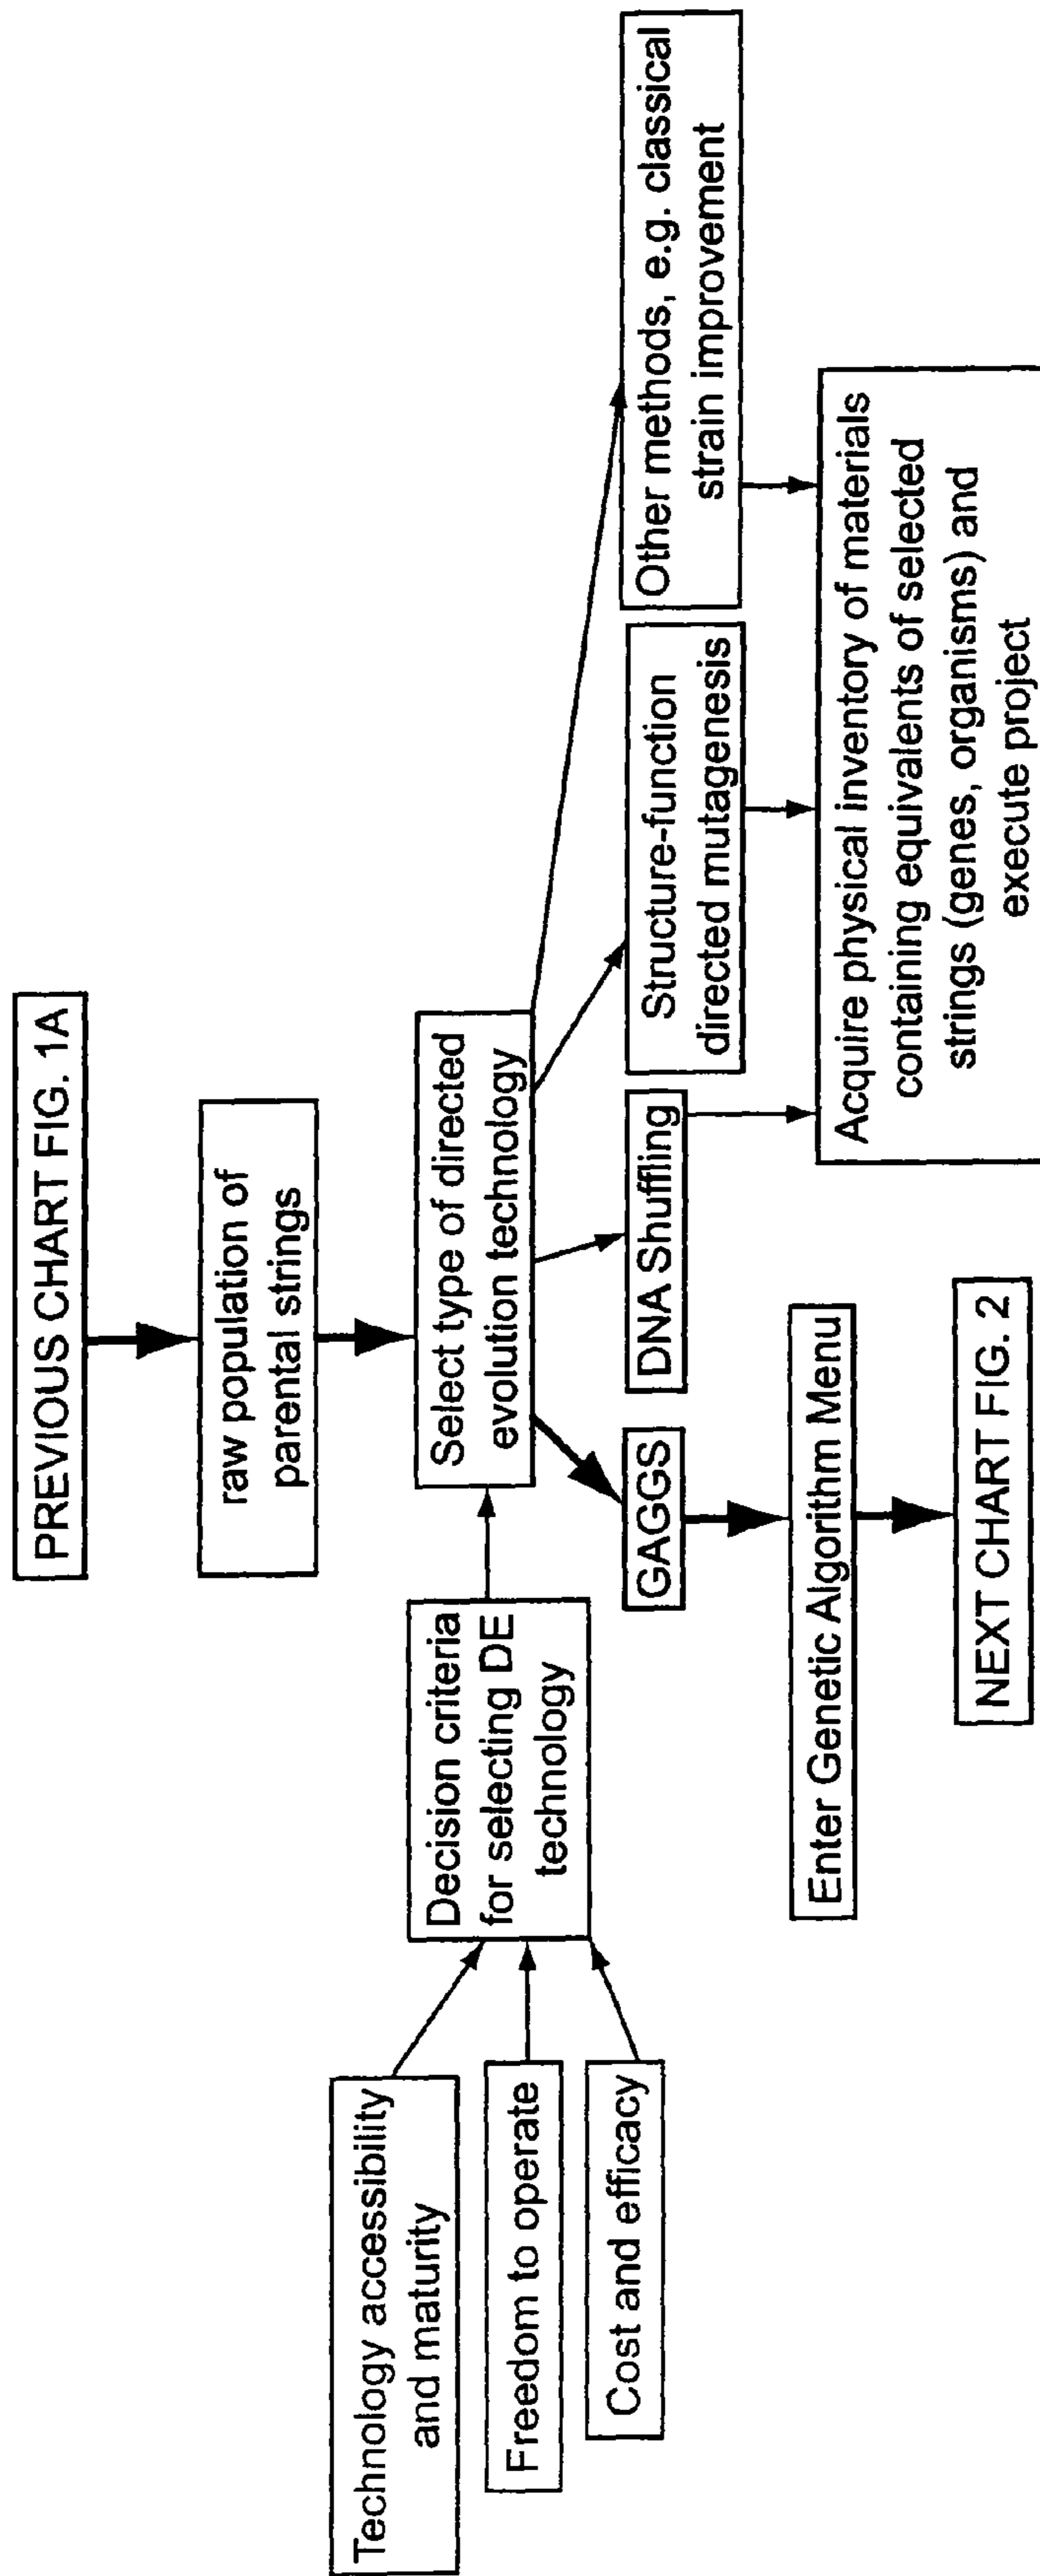 PREVIOUS CHART FIG. 1A
raw population of
parental strings
Technology accessibility
and maturity
Freedom to operate
Cost and efficacy
Decision criteria
for selecting DE
technology
Select type of directed
evolution technology
GAGGS
DNA Shuffling
Structure-function
directed mutagenesis
Other methods, e.g. classical
strain improvement
Enter Genetic Algorithm Menu
Acquire physical inventory of materials
containing equivalents of selected
strings (genes, organisms) and
execute project
NEXT CHART FIG. 2